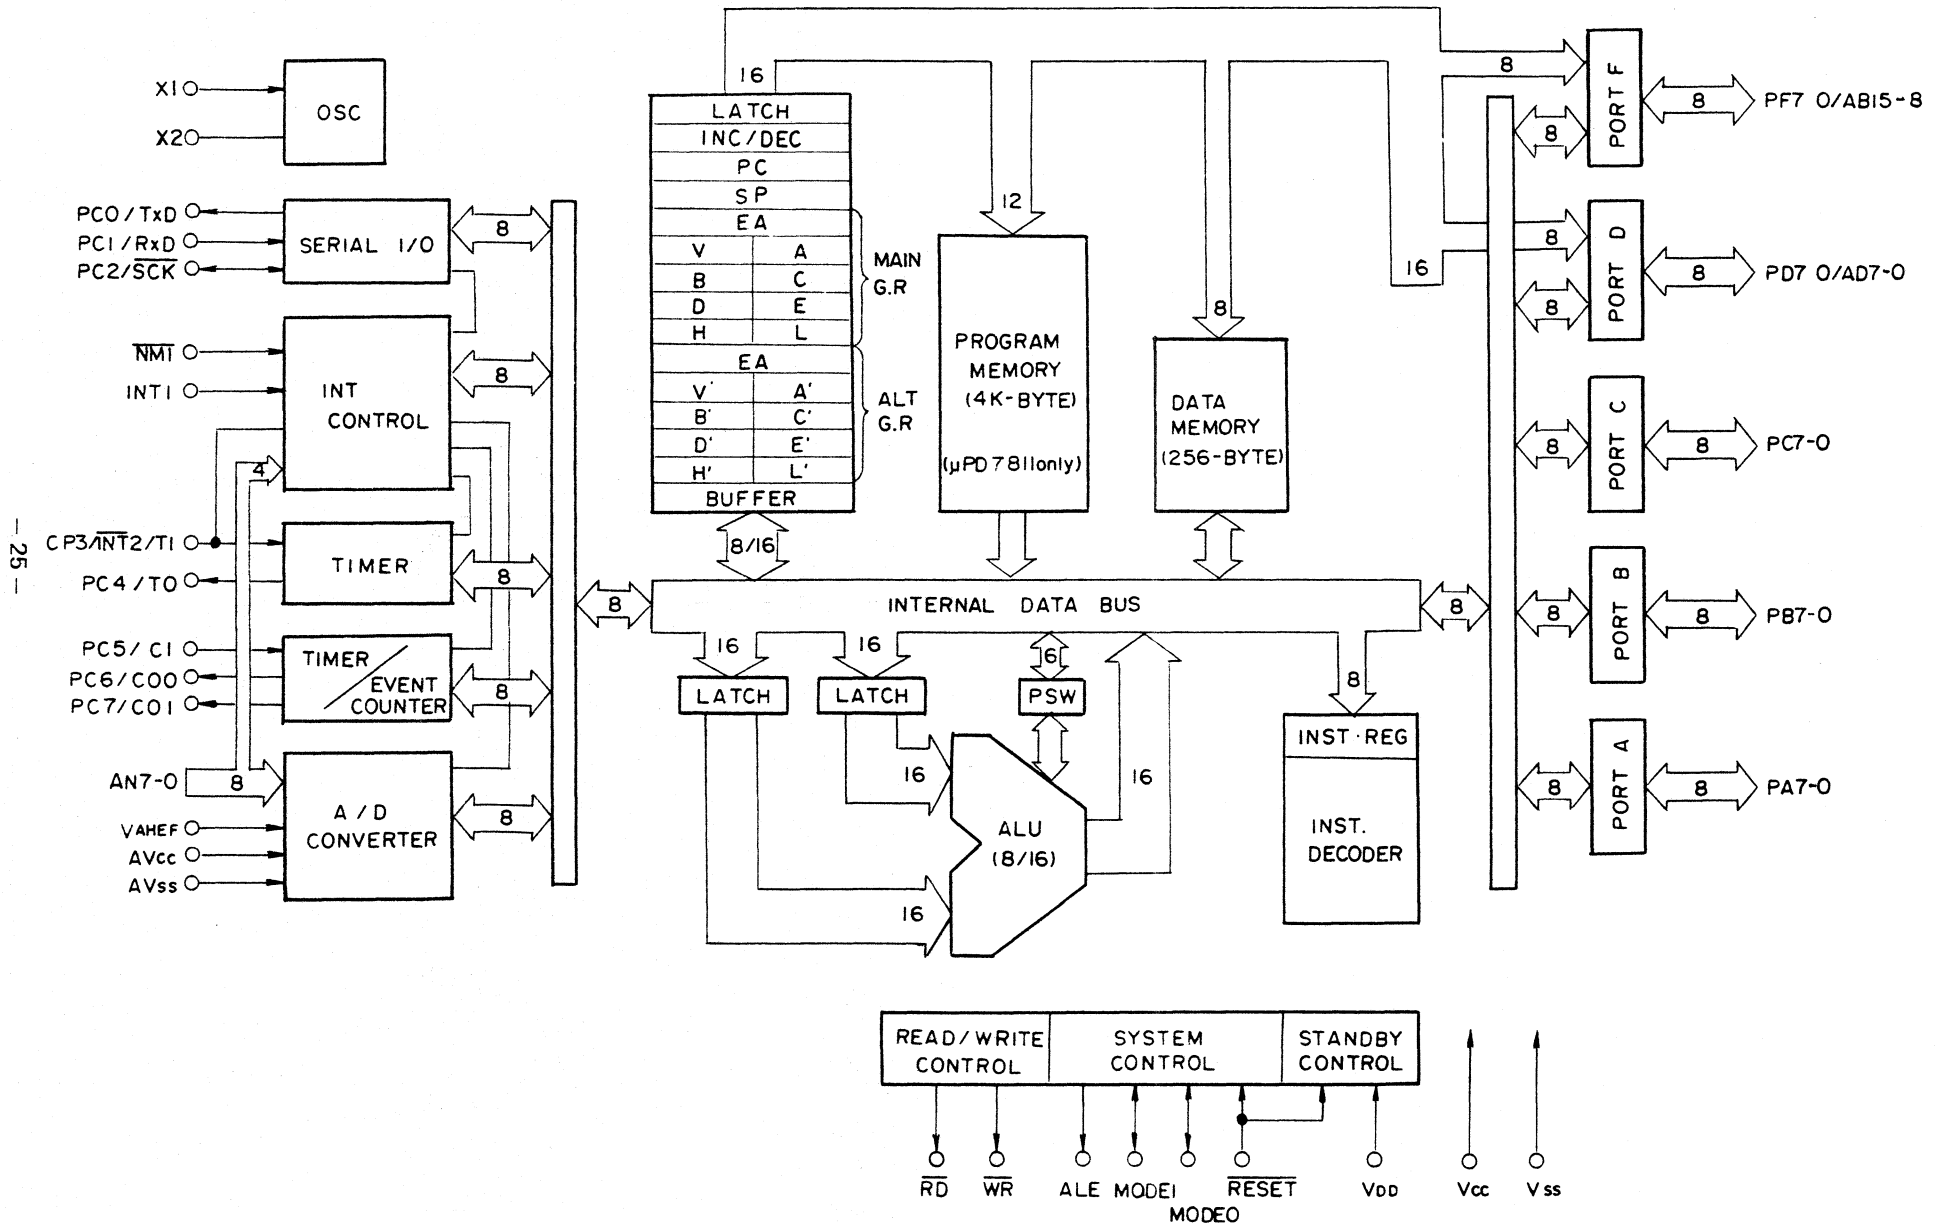 X1
X2
OSC
PC0/TxD
PC1/RxD
PC2/SCK
SERIAL I/O
8
NMI
INT1
INT
CONTROL
8
4
CP3/INT2/TI
PC4/TO
TIMER
8
PC5/CI
PC6/CO0
PC7/CO1
TIMER/
EVENT
COUNTER
8
AN7-0
8
VAREF
AVcc
AVss
A/D
CONVERTER
8
8
16
LATCH
INC/DEC
PC
SP
EA
V A
B C
D E
H L
MAIN
G.R
EA
V' A'
B' C'
D' E'
H' L'
ALT
G.R
BUFFER
8/16
12
PROGRAM
MEMORY
(4K-BYTE)
(μPD7811only)
8
DATA
MEMORY
(256-BYTE)
16
INTERNAL DATA BUS
8
16
LATCH
16
LATCH
6
PSW
16
16
16
ALU
(8/16)
8
INST·REG
INST.
DECODER
8
8
PORT F
8
PF7 0/AB15-8
8
8
PORT D
8
PD7 0/AD7-0
8
PORT C
8
PC7-0
8
PORT B
8
PB7-0
8
PORT A
8
PA7-0
READ/WRITE
CONTROL
SYSTEM
CONTROL
STANDBY
CONTROL
RD
WR
ALE
MODE1
MODE0
RESET
VDD
Vcc
Vss
-25-